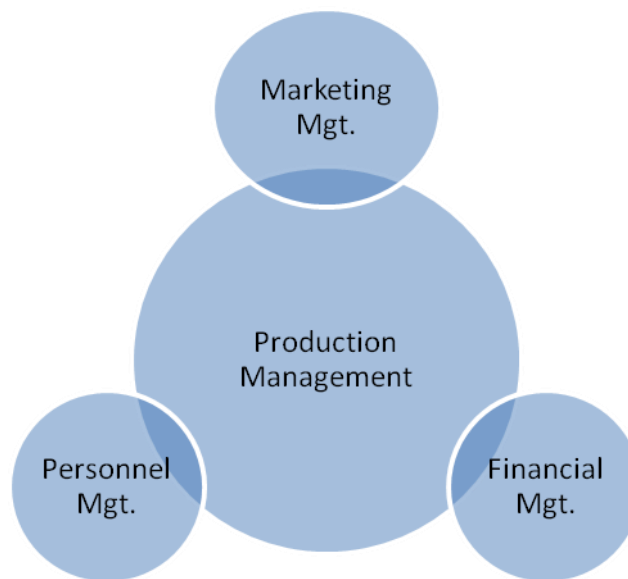 Marketing
Mgt.
Production
Management
Personnel
Mgt.
Financial
Mgt.